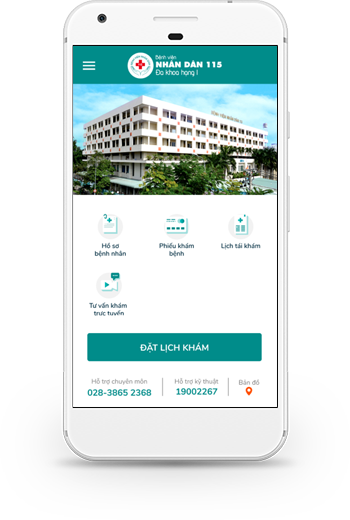 Bệnh viện
NHÂN DÂN 115
Đa khoa hạng I
Hồ sơ
bệnh nhân
Phiếu khám
bệnh
Lịch tái khám
Tư vấn khám
trực tuyến
ĐẶT LỊCH KHÁM
Hỗ trợ chuyên môn
028-3865 2368
Hỗ trợ kỹ thuật
19002267
Bản đồ